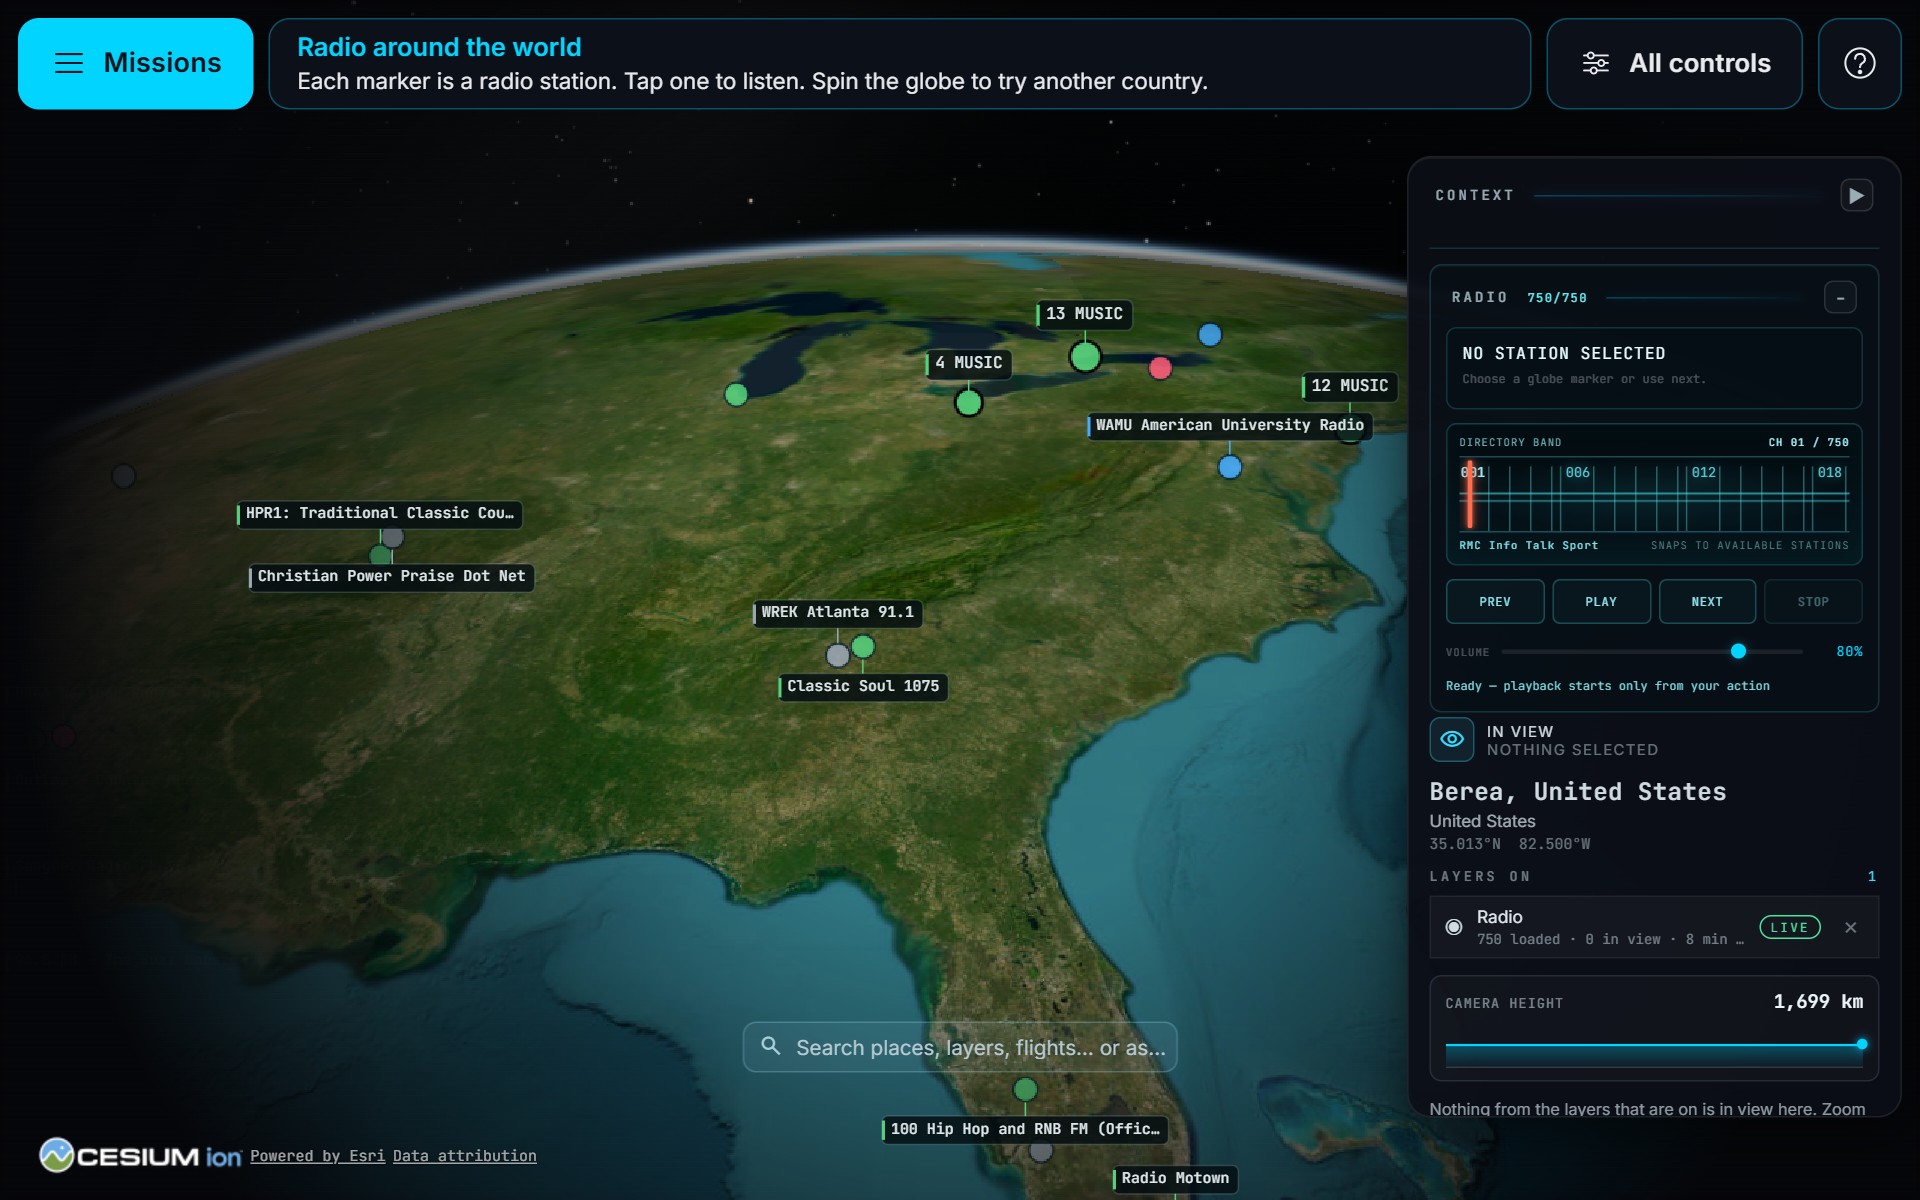 Missions
Radio around the world
Each marker is a radio station. Tap one to listen. Spin the globe to try another country.
All controls
CONTEXT
RADIO 750/750
-
NO STATION SELECTED
Choose a globe marker or use next.
DIRECTORY BAND CH 01 / 750
001 006 012 018
RMC Info Talk Sport SNAPS TO AVAILABLE STATIONS
PREV PLAY NEXT STOP
VOLUME 80%
Ready — playback starts only from your action
IN VIEW
NOTHING SELECTED
Berea, United States
United States
35.013°N 82.500°W
LAYERS ON 1
Radio
750 loaded · 0 in view · 8 min …
LIVE
CAMERA HEIGHT 1,699 km
Nothing from the layers that are on is in view here. Zoom
13 MUSIC
4 MUSIC
12 MUSIC
WAMU American University Radio
HPR1: Traditional Classic Cou…
Christian Power Praise Dot Net
WREK Atlanta 91.1
Classic Soul 1075
Search places, layers, flights... or as...
100 Hip Hop and RNB FM (Offic…
Radio Motown
CESIUM ion Powered by Esri Data attribution